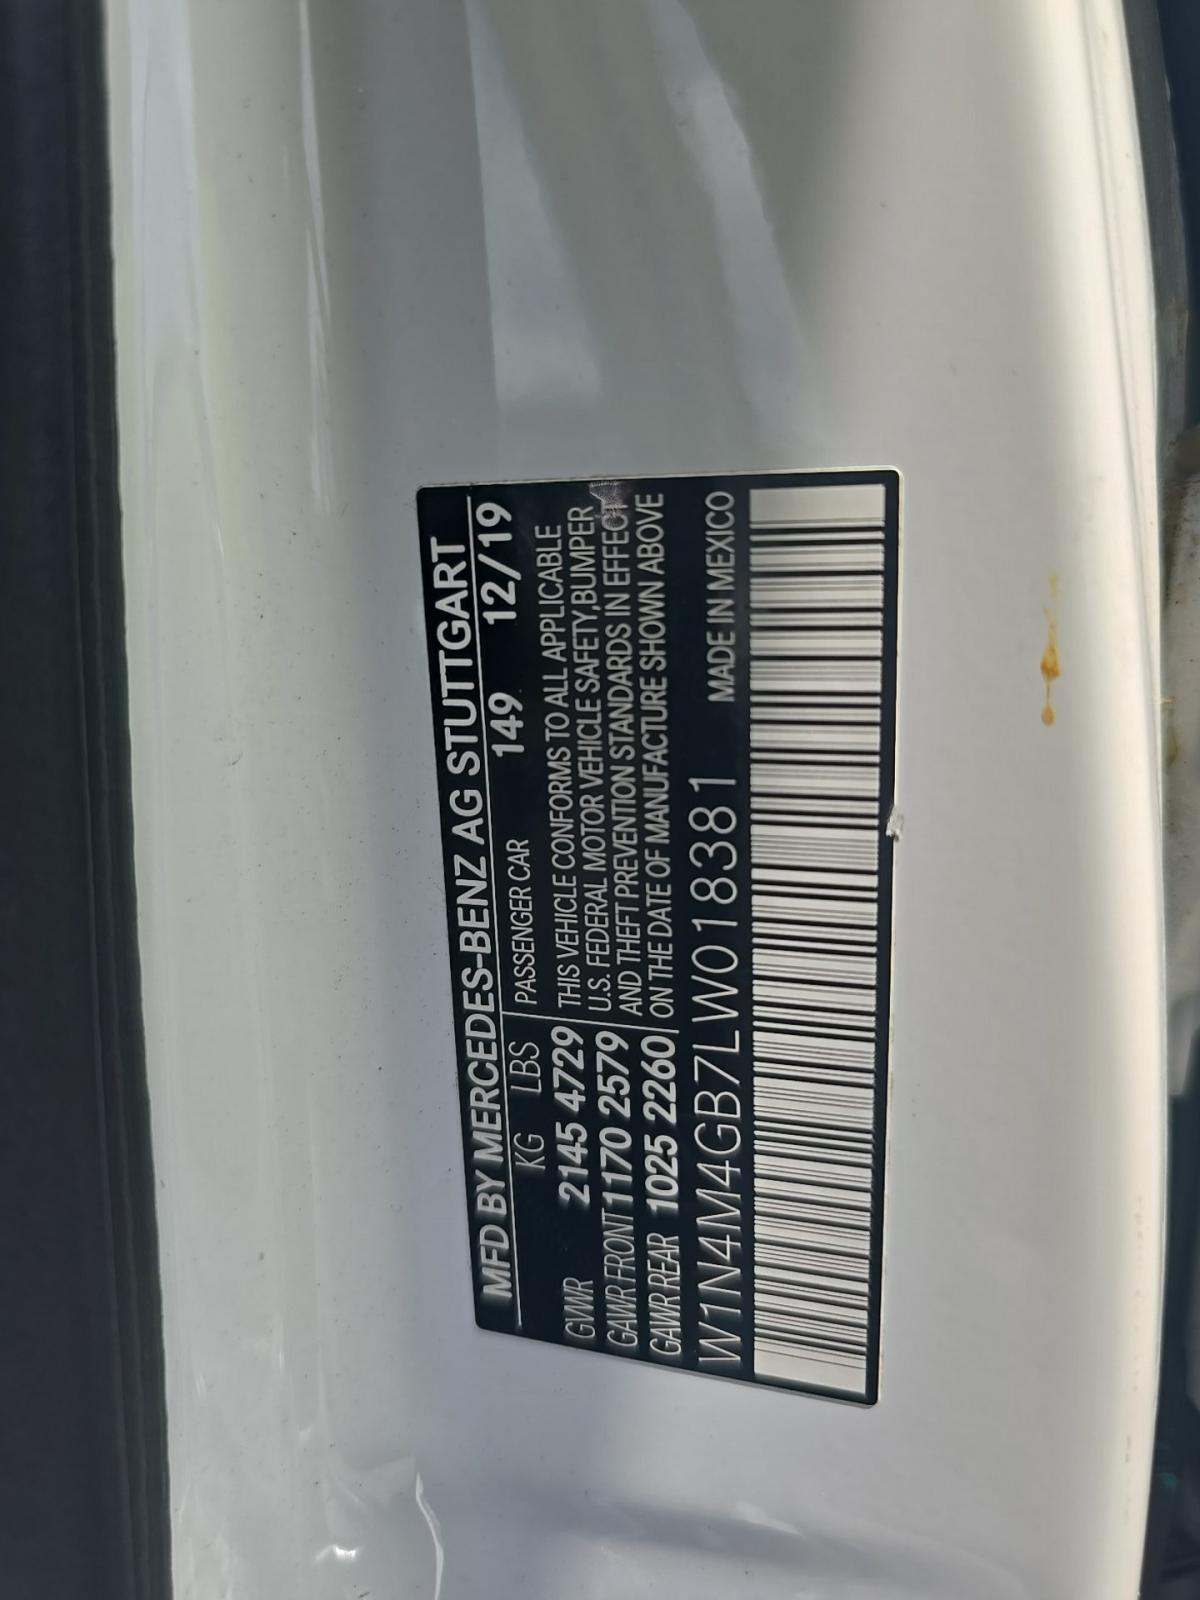 MFD BY MERCEDES-BENZ AG STUTTGART
KG LBS PASSENGER CAR 149 12/19
GVWR 2145 4729 THIS VEHICLE CONFORMS TO ALL APPLICABLE
GAWR FRONT 1170 2579 U.S. FEDERAL MOTOR VEHICLE SAFETY,BUMPER
AND THEFT PREVENTION STANDARDS IN EFFECT
GAWR REAR 1025 2260 ON THE DATE OF MANUFACTURE SHOWN ABOVE
W1N4M4GB7LW018381 MADE IN MEXICO